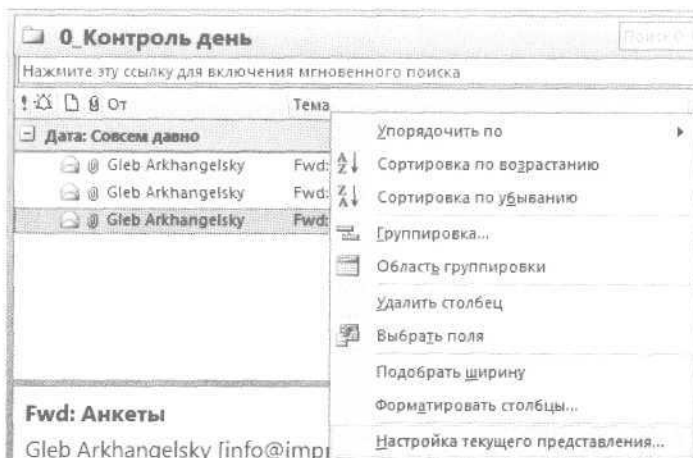 0_Контроль день
Нажмите эту ссылку для включения мгновенного поиска
От Тема
Дата: Совсем давно
Gleb Arkhangelsky Fwd:
Gleb Arkhangelsky Fwd:
Gleb Arkhangelsky Fwd:
Упорядочить по
Сортировка по возрастанию
Сортировка по убыванию
Группировка...
Область группировки
Удалить столбец
Выбрать поля
Подобрать ширину
Форматировать столбцы...
Настройка текущего представления...
Fwd: Анкеты
Gleb Arkhangelsky [info@impr